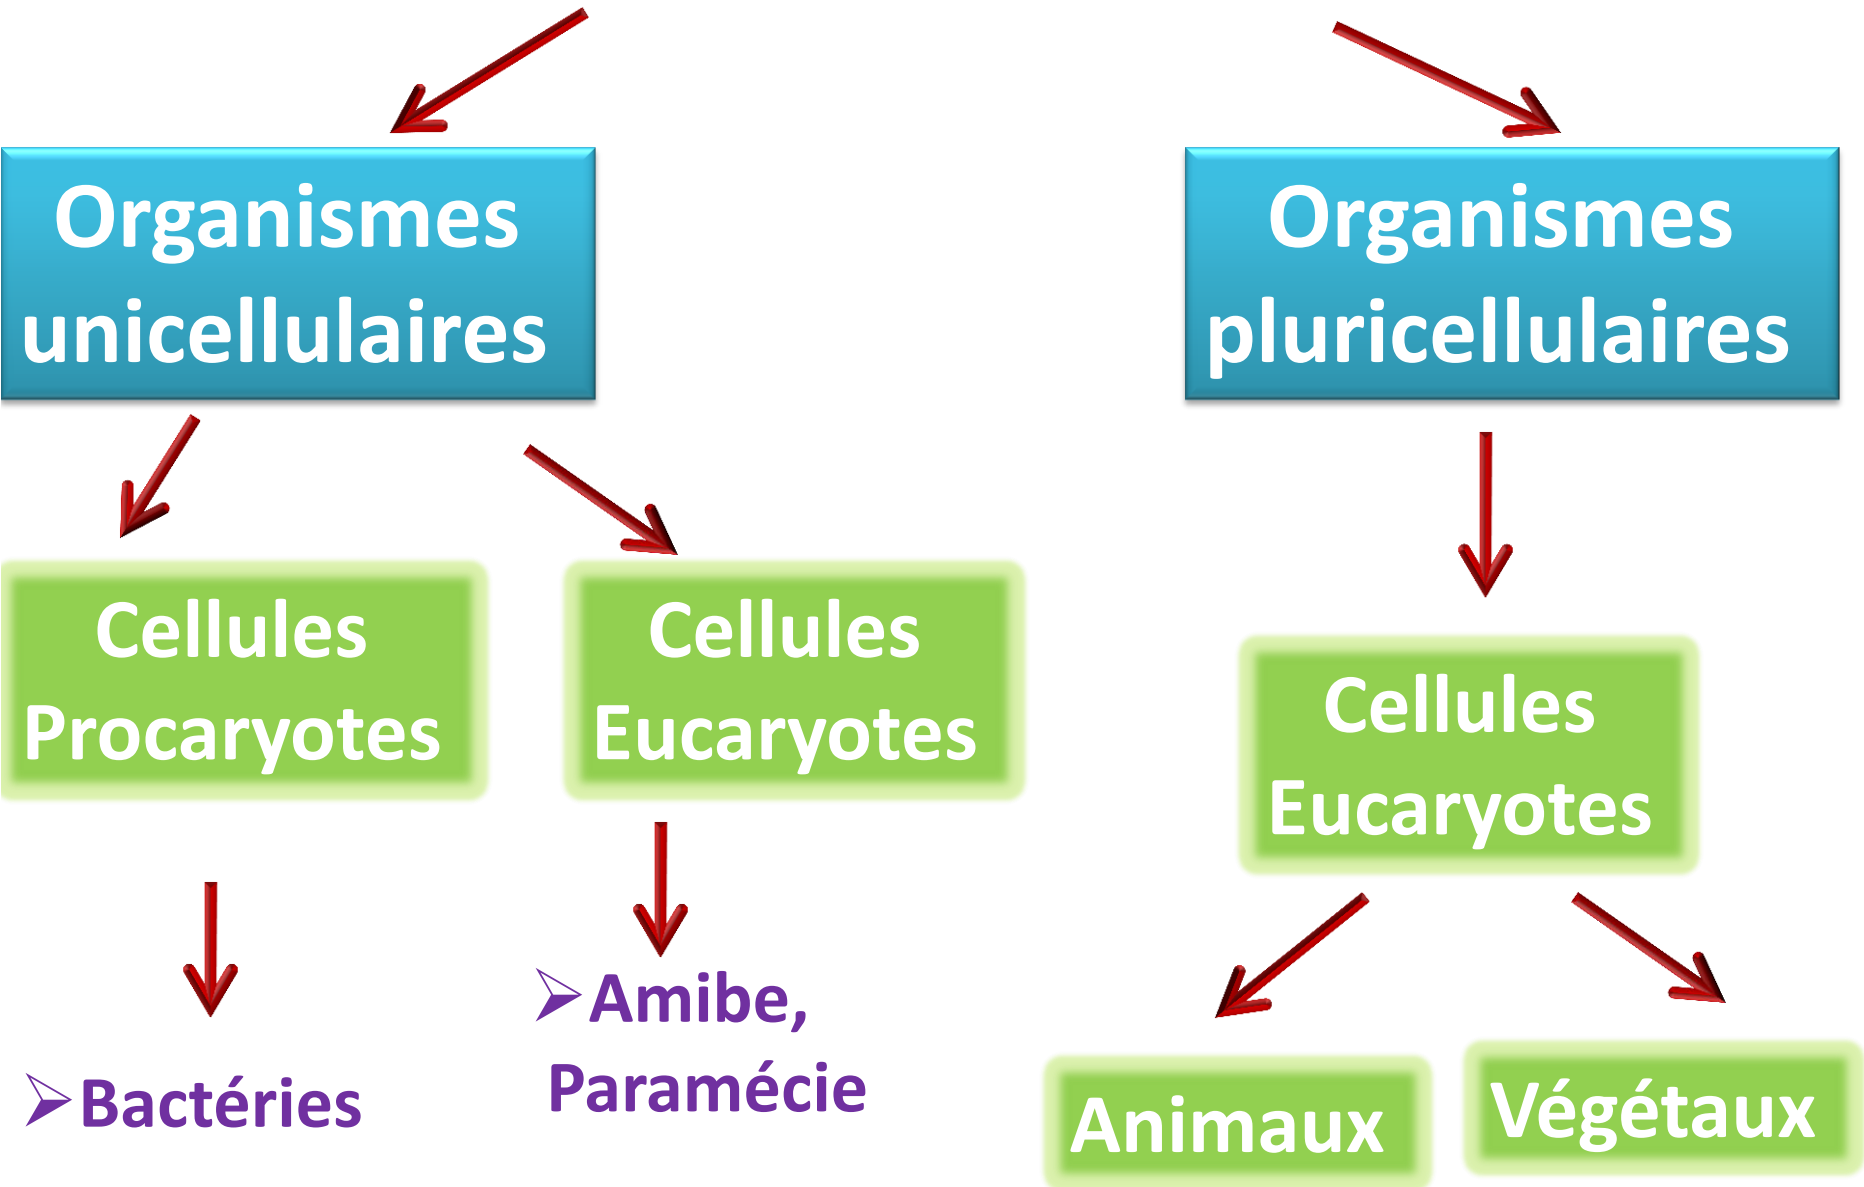 Organismes
unicellulaires
Organismes
pluricellulaires
Cellules
Procaryotes
Cellules
Eucaryotes
Cellules
Eucaryotes
Bactéries
Amibe,
Paramécie
Animaux
Végétaux